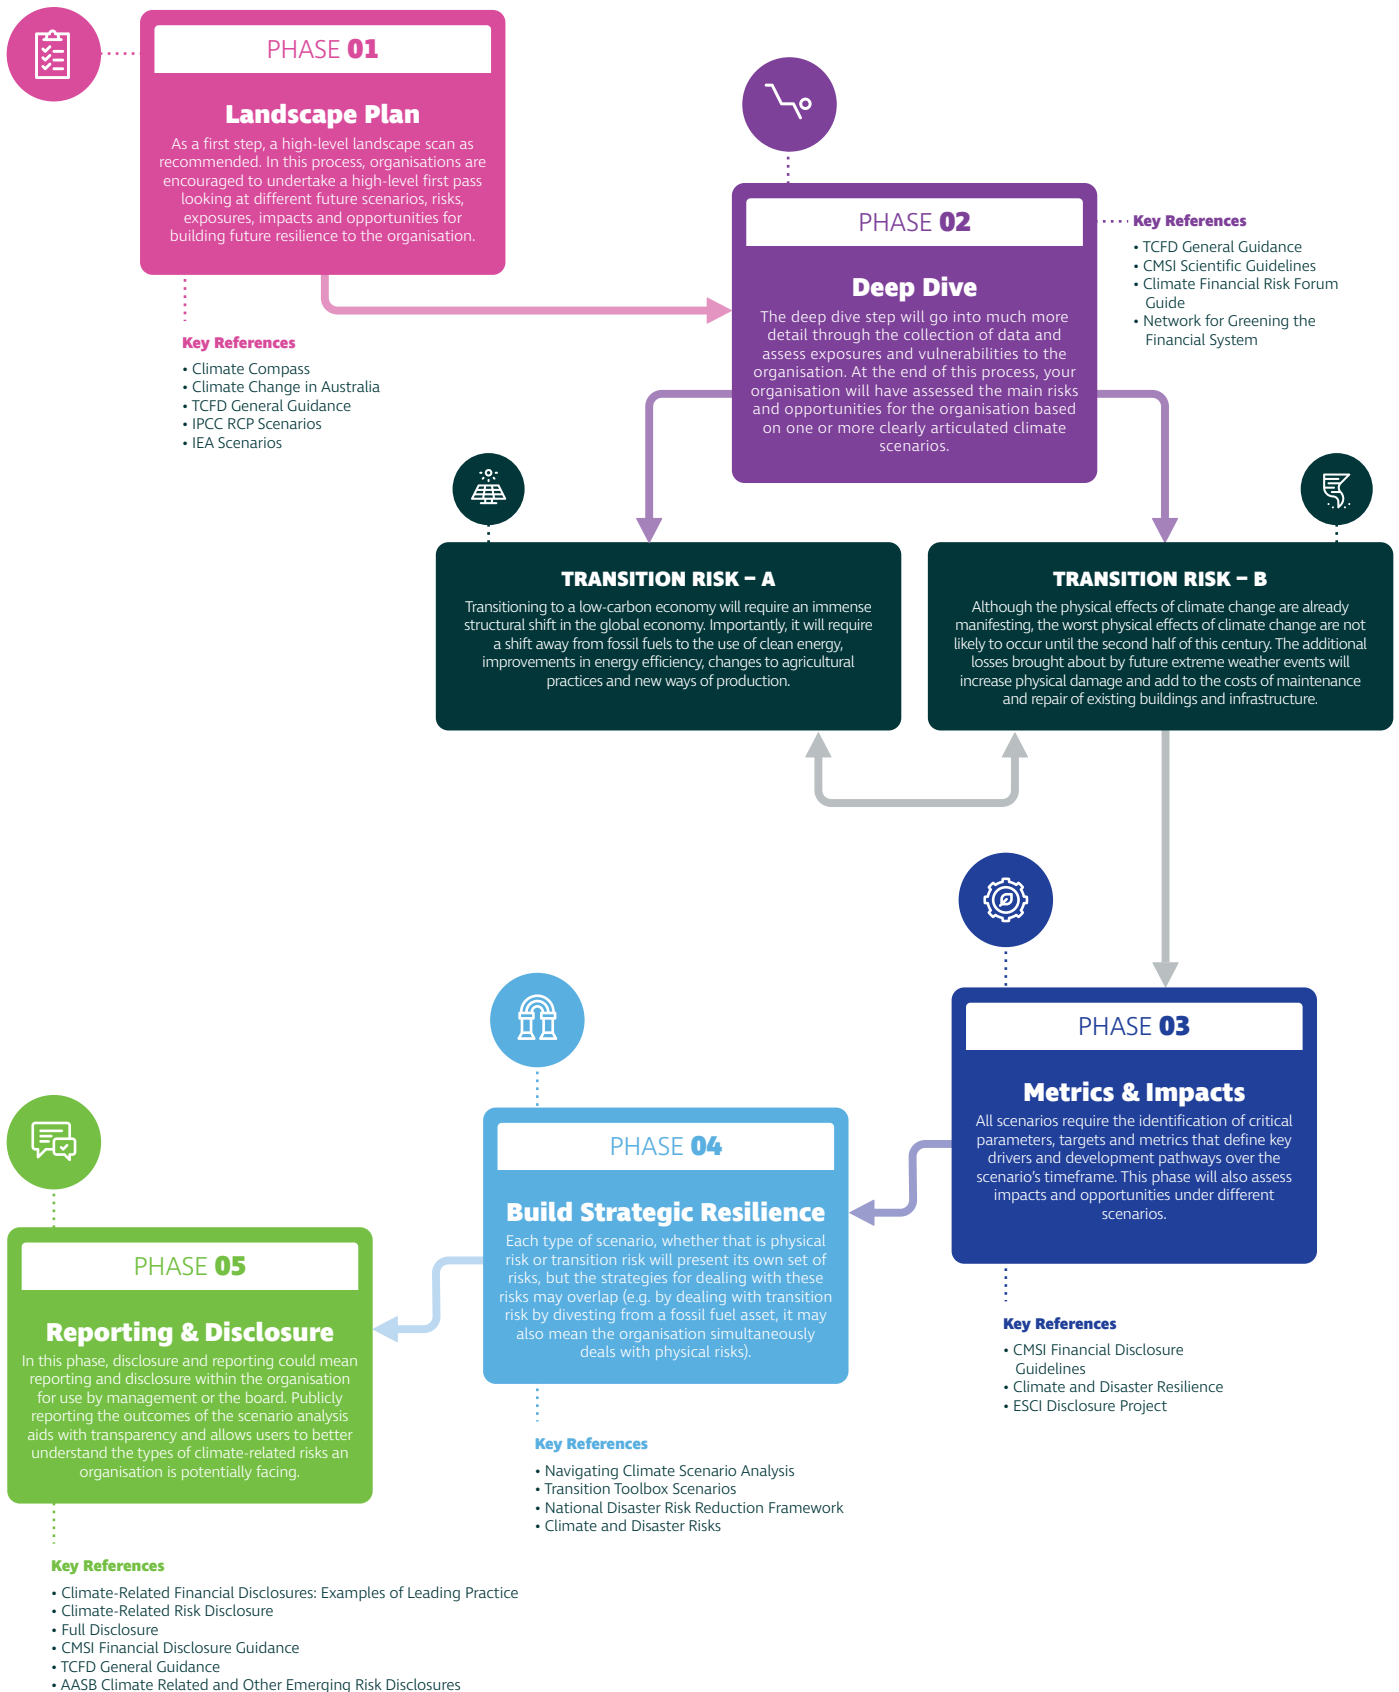 PHASE 01
Landscape Plan
As a first step, a high-level landscape scan as
recommended. In this process, organisations are
encouraged to undertake a high-level first pass
looking at different future scenarios, risks,
exposures, impacts and opportunities for
building future resilience to the organisation.
Key References
• Climate Compass
• Climate Change in Australia
• TCFD General Guidance
• IPCC RCP Scenarios
• IEA Scenarios
PHASE 02
Deep Dive
The deep dive step will go into much more
detail through the collection of data and
assess exposures and vulnerabilities to the
organisation. At the end of this process, your
organisation will have assessed the main risks
and opportunities for the organisation based
on one or more clearly articulated climate
scenarios.
Key References
• TCFD General Guidance
• CMSI Scientific Guidelines
• Climate Financial Risk Forum
Guide
• Network for Greening the
Financial System
TRANSITION RISK – A
Transitioning to a low-carbon economy will require an immense
structural shift in the global economy. Importantly, it will require
a shift away from fossil fuels to the use of clean energy,
improvements in energy efficiency, changes to agricultural
practices and new ways of production.
TRANSITION RISK – B
Although the physical effects of climate change are already
manifesting, the worst physical effects of climate change are not
likely to occur until the second half of this century. The additional
losses brought about by future extreme weather events will
increase physical damage and add to the costs of maintenance
and repair of existing buildings and infrastructure.
PHASE 03
Metrics & Impacts
All scenarios require the identification of critical
parameters, targets and metrics that define key
drivers and development pathways over the
scenario's timeframe. This phase will also assess
impacts and opportunities under different
scenarios.
Key References
• CMSI Financial Disclosure
Guidelines
• Climate and Disaster Resilience
• ESCI Disclosure Project
PHASE 04
Build Strategic Resilience
Each type of scenario, whether that is physical
risk or transition risk will present its own set of
risks, but the strategies for dealing with these
risks may overlap (e.g. by dealing with transition
risk by divesting from a fossil fuel asset, it may
also mean the organisation simultaneously
deals with physical risks).
Key References
• Navigating Climate Scenario Analysis
• Transition Toolbox Scenarios
• National Disaster Risk Reduction Framework
• Climate and Disaster Risks
PHASE 05
Reporting & Disclosure
In this phase, disclosure and reporting could mean
reporting and disclosure within the organisation
for use by management or the board. Publicly
reporting the outcomes of the scenario analysis
aids with transparency and allows users to better
understand the types of climate-related risks an
organisation is potentially facing.
Key References
• Climate-Related Financial Disclosures: Examples of Leading Practice
• Climate-Related Risk Disclosure
• Full Disclosure
• CMSI Financial Disclosure Guidance
• TCFD General Guidance
• AASB Climate Related and Other Emerging Risk Disclosures